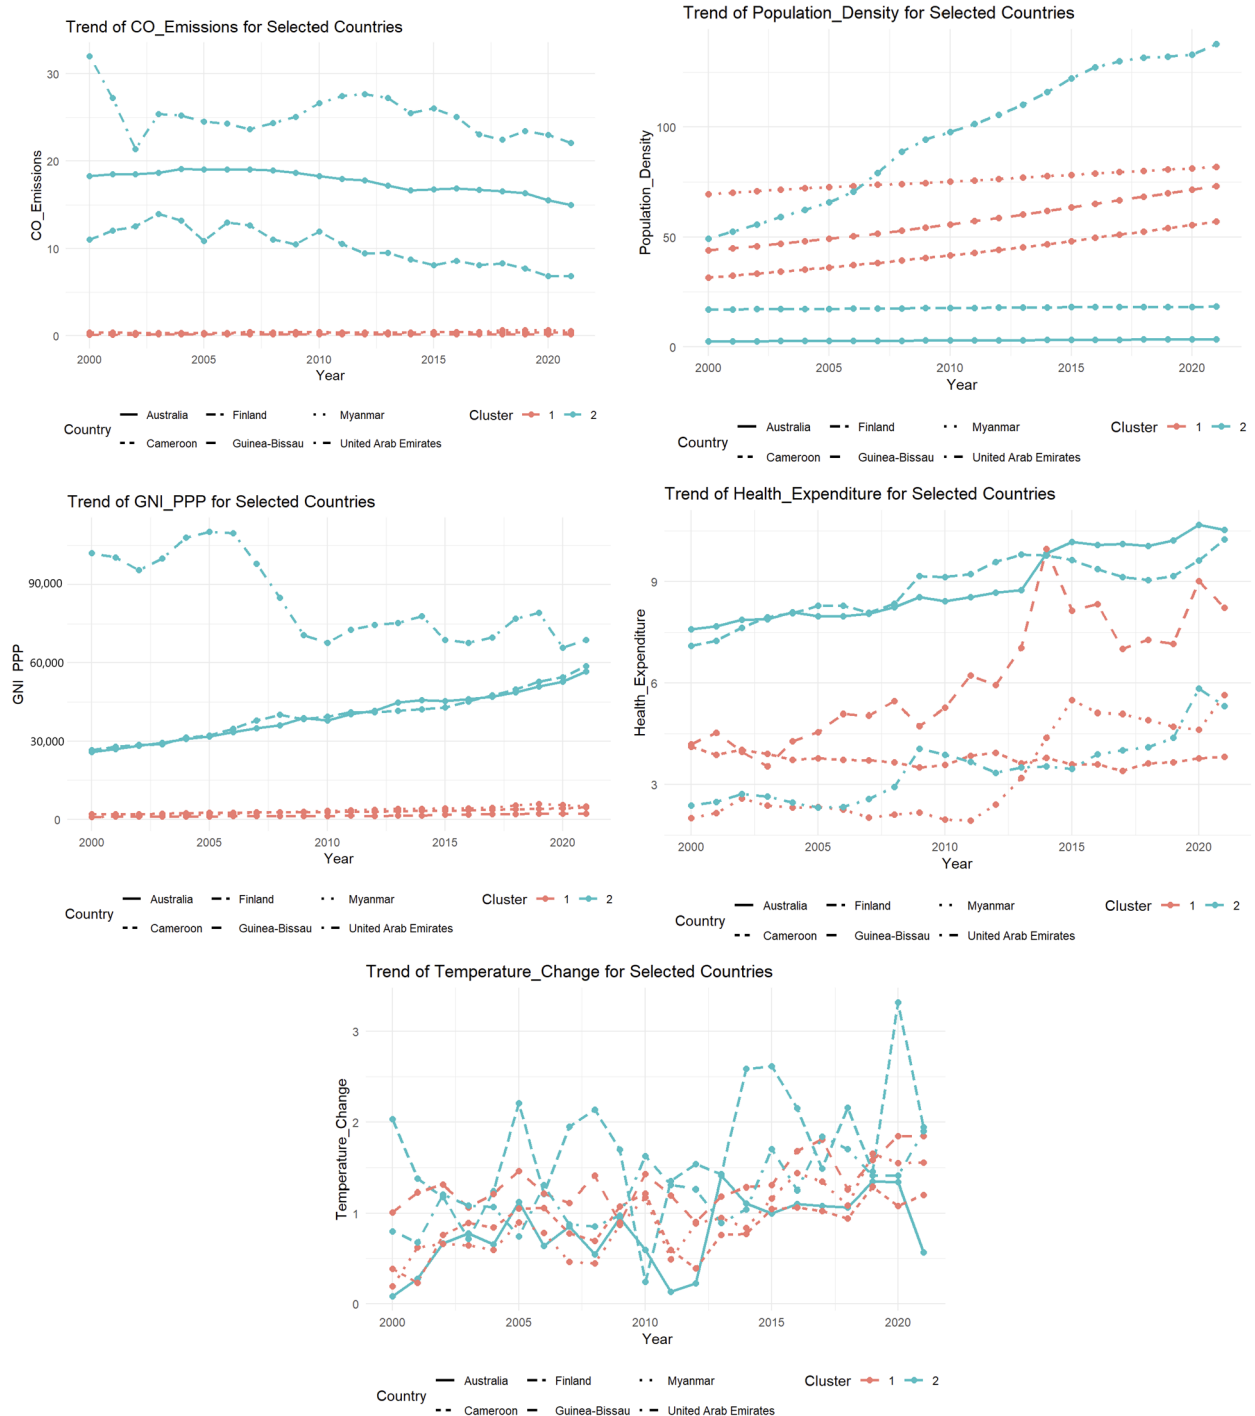 Trend of CO_Emissions for Selected Countries
CO_Emissions
30
20
10
0
2000 2005 2010 2015 2020
Year
Country
Australia Finland Myanmar
Cameroon Guinea-Bissau United Arab Emirates
Cluster 1 2
Trend of Population_Density for Selected Countries
Population_Density
100
50
0
2000 2005 2010 2015 2020
Year
Country
Australia Finland Myanmar
Cameroon Guinea-Bissau United Arab Emirates
Cluster 1 2
Trend of GNI_PPP for Selected Countries
GNI_PPP
90,000
60,000
30,000
0
2000 2005 2010 2015 2020
Year
Country
Australia Finland Myanmar
Cameroon Guinea-Bissau United Arab Emirates
Cluster 1 2
Trend of Health_Expenditure for Selected Countries
Health_Expenditure
9
6
3
2000 2005 2010 2015 2020
Year
Country
Australia Finland Myanmar
Cameroon Guinea-Bissau United Arab Emirates
Cluster 1 2
Trend of Temperature_Change for Selected Countries
Temperature_Change
3
2
1
0
2000 2005 2010 2015 2020
Year
Country
Australia Finland Myanmar
Cameroon Guinea-Bissau United Arab Emirates
Cluster 1 2